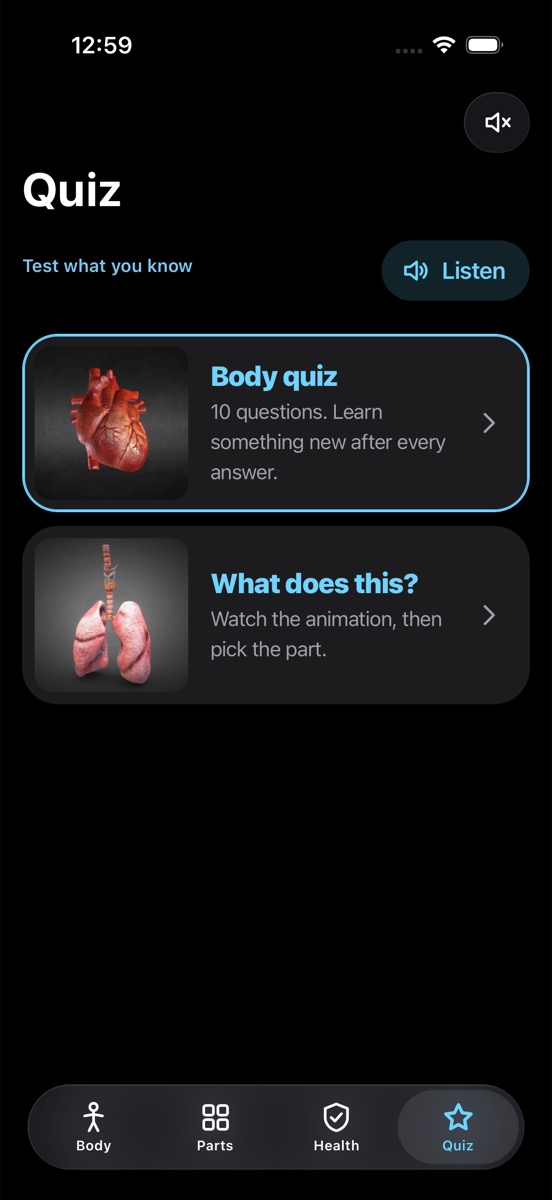 12:59
Quiz
Test what you know
Listen
Body quiz
10 questions. Learn
something new after every
answer.
What does this?
Watch the animation, then
pick the part.
Body
Parts
Health
Quiz